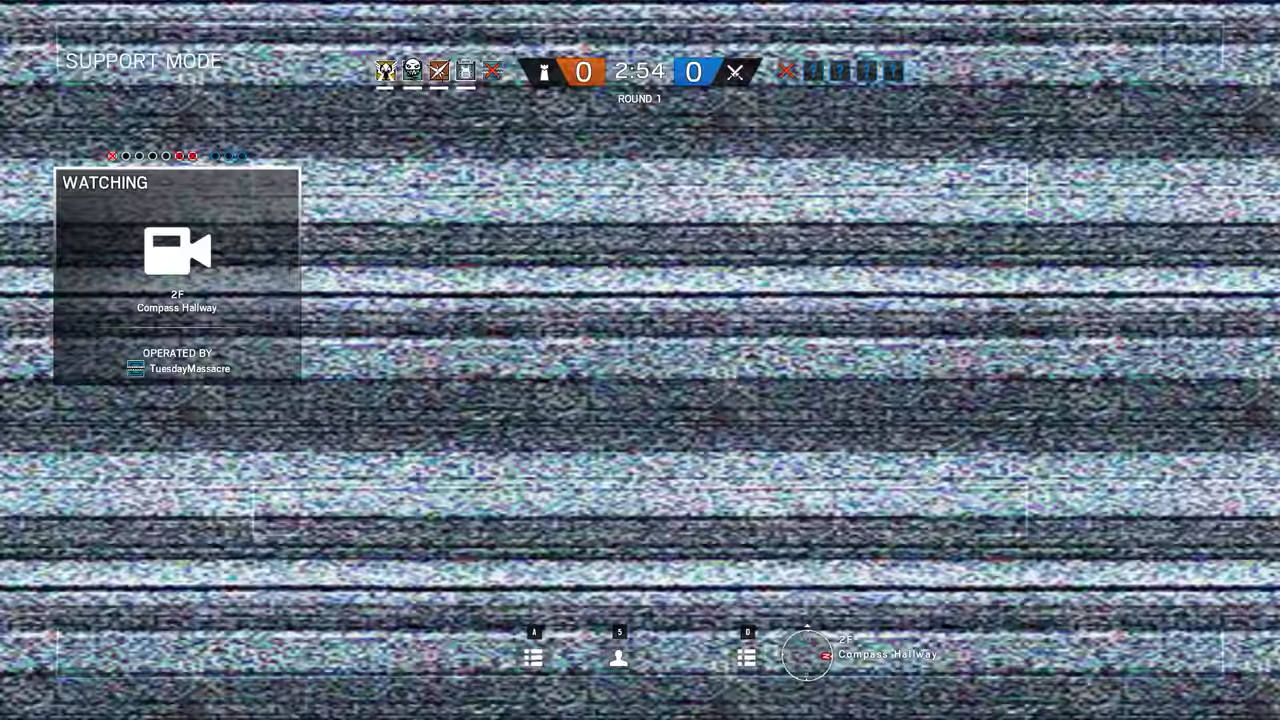 SUPPORT MODE
0 2:54 0
ROUND 1
WATCHING
2F
Compass Hallway
OPERATED BY
TuesdayMassacre
A S D
2F
Compass Hallway